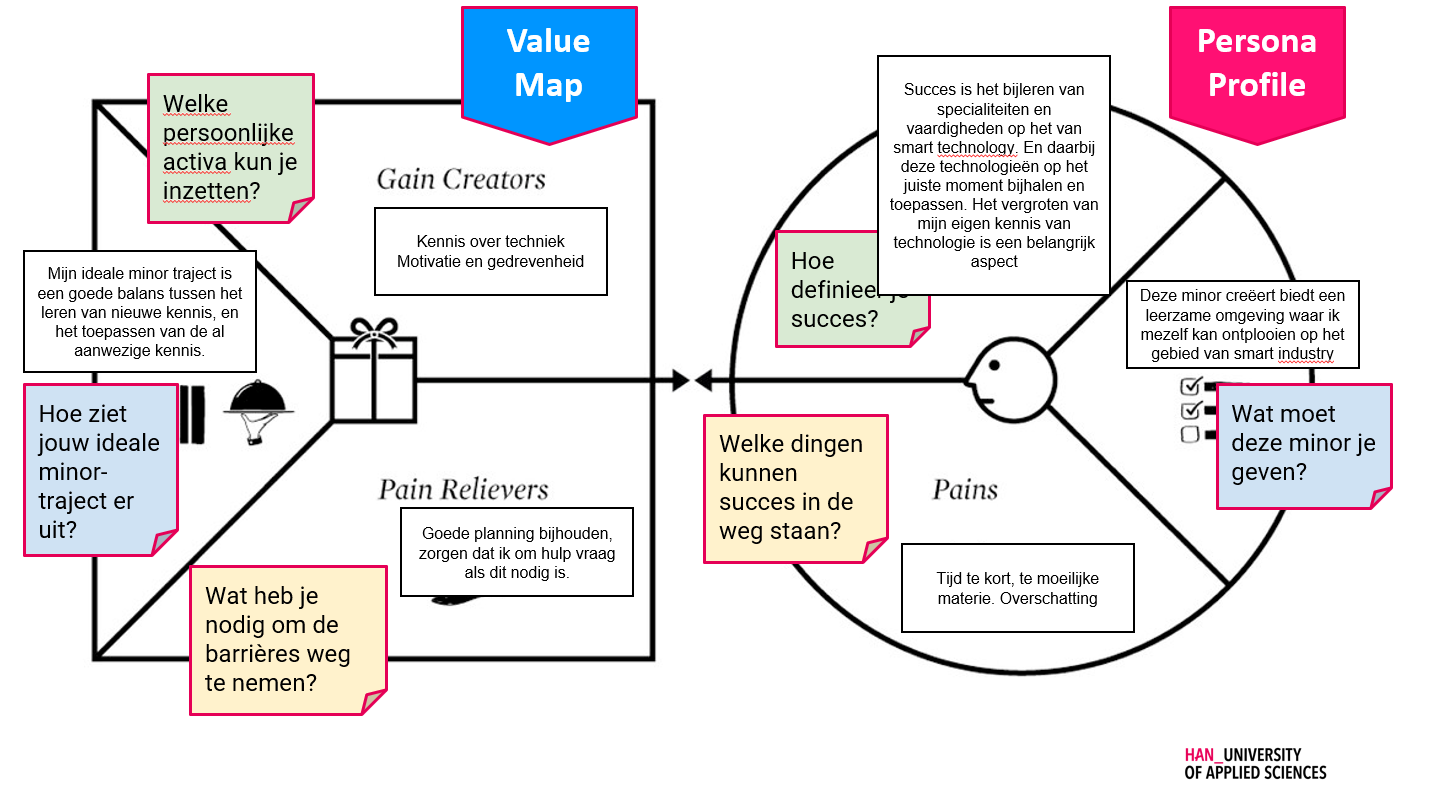 Value
Map
Persona
Profile
Welke
persoonlijke
activa kun je
inzetten?
Gain Creators
Kennis over techniek
Motivatie en gedrevenheid
Mijn ideale minor traject is
een goede balans tussen het
leren van nieuwe kennis, en
het toepassen van de al
aanwezige kennis.
Hoe ziet
jouw ideale
minor-
traject er
uit?
Pain Relievers
Goede planning bijhouden,
zorgen dat ik om hulp vraag
als dit nodig is.
Wat heb je
nodig om de
barrières weg
te nemen?
Succes is het bijleren van
specialiteiten en
vaardigheden op het van
smart technology. En daarbij
deze technologieën op het
juiste moment bijhalen en
toepassen. Het vergroten van
mijn eigen kennis van
technologie is een belangrijk
aspect
Hoe
definieer je
succes?
Deze minor creëert biedt een
leerzame omgeving waar ik
mezelf kan ontplooien op het
gebied van smart industry
Wat moet
deze minor je
geven?
Welke dingen
kunnen
succes in de
weg staan?
Pains
Tijd te kort, te moeilijke
materie. Overschatting
HAN_UNIVERSITY
OF APPLIED SCIENCES